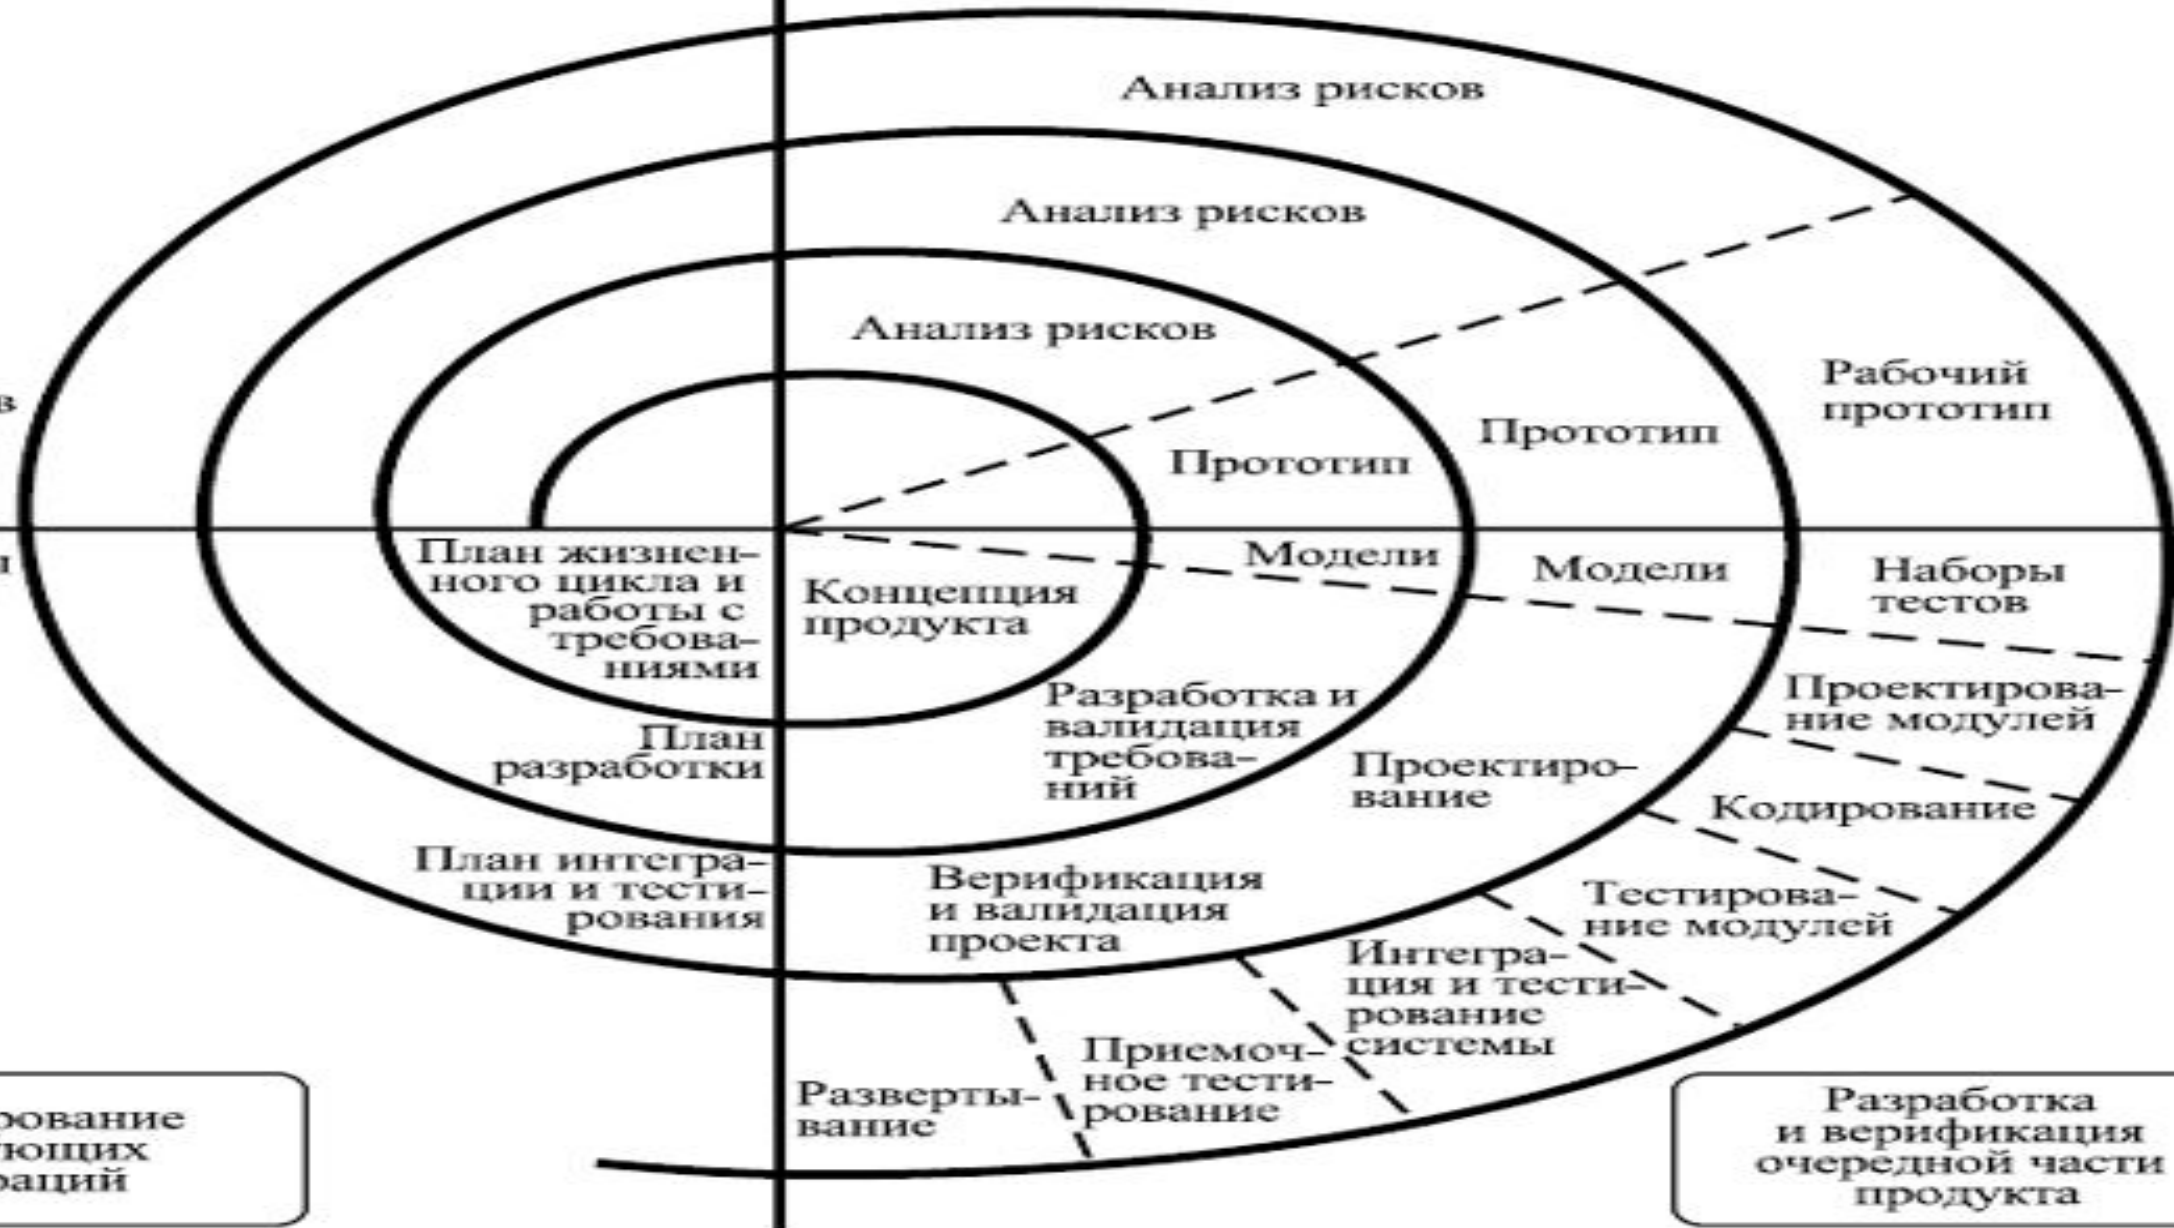 Анализ рисков
Анализ рисков
Анализ рисков
Рабочий
прототип
Прототип
Прототип
План жизнен-
ного цикла и
работы с
требова-
ниями
Концепция
продукта
Модели
Модели
Наборы
тестов
План
разработки
Разработка и
валидация
требова-
ний
Проектиро-
вание
Проектирова-
ние модулей
Кодирование
План интегра-
ции и тести-
рования
Верификация
и валидация
проекта
Тестирова-
ние модулей
Интегра-
ция и тести-
рование
системы
Приемоч-
ное тести-
рование
Разверты-
вание
Разработка
и верификация
очередной части
продукта